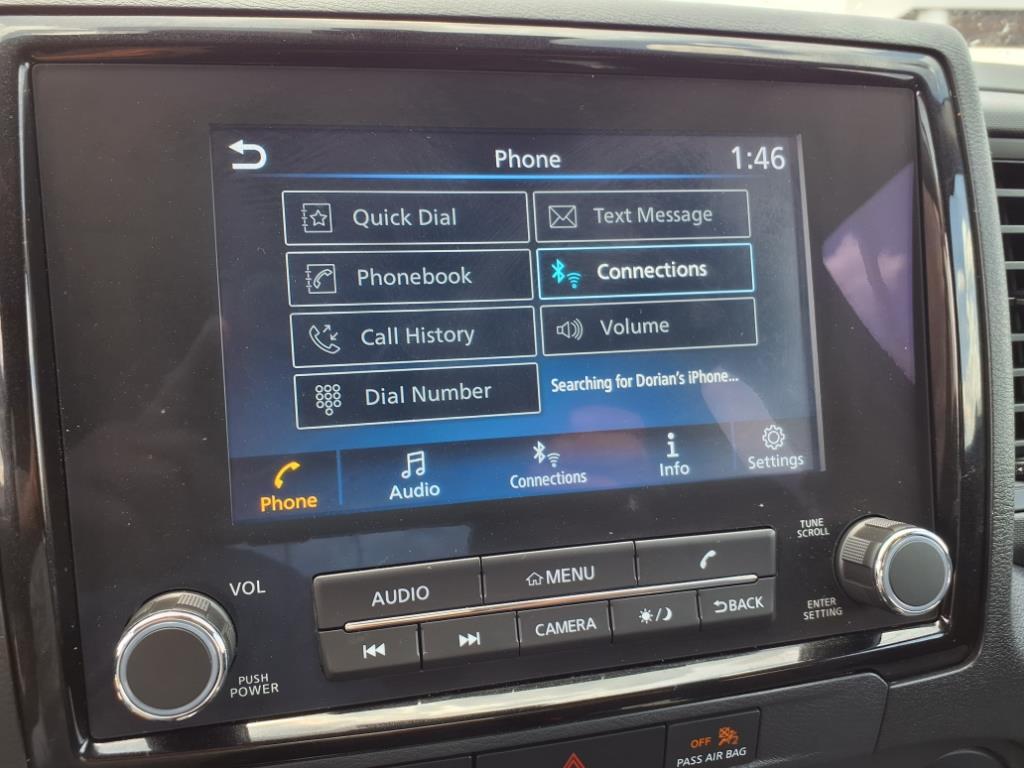 Phone
1:46
Quick Dial
Text Message
Phonebook
Connections
Call History
Volume
Dial Number
Searching for Dorian's iPhone...
Phone
Audio
Connections
Info
Settings
VOL
PUSH
POWER
AUDIO
MENU
CAMERA
BACK
TUNE
SCROLL
ENTER
SETTING
OFF
2
PASS AIR BAG